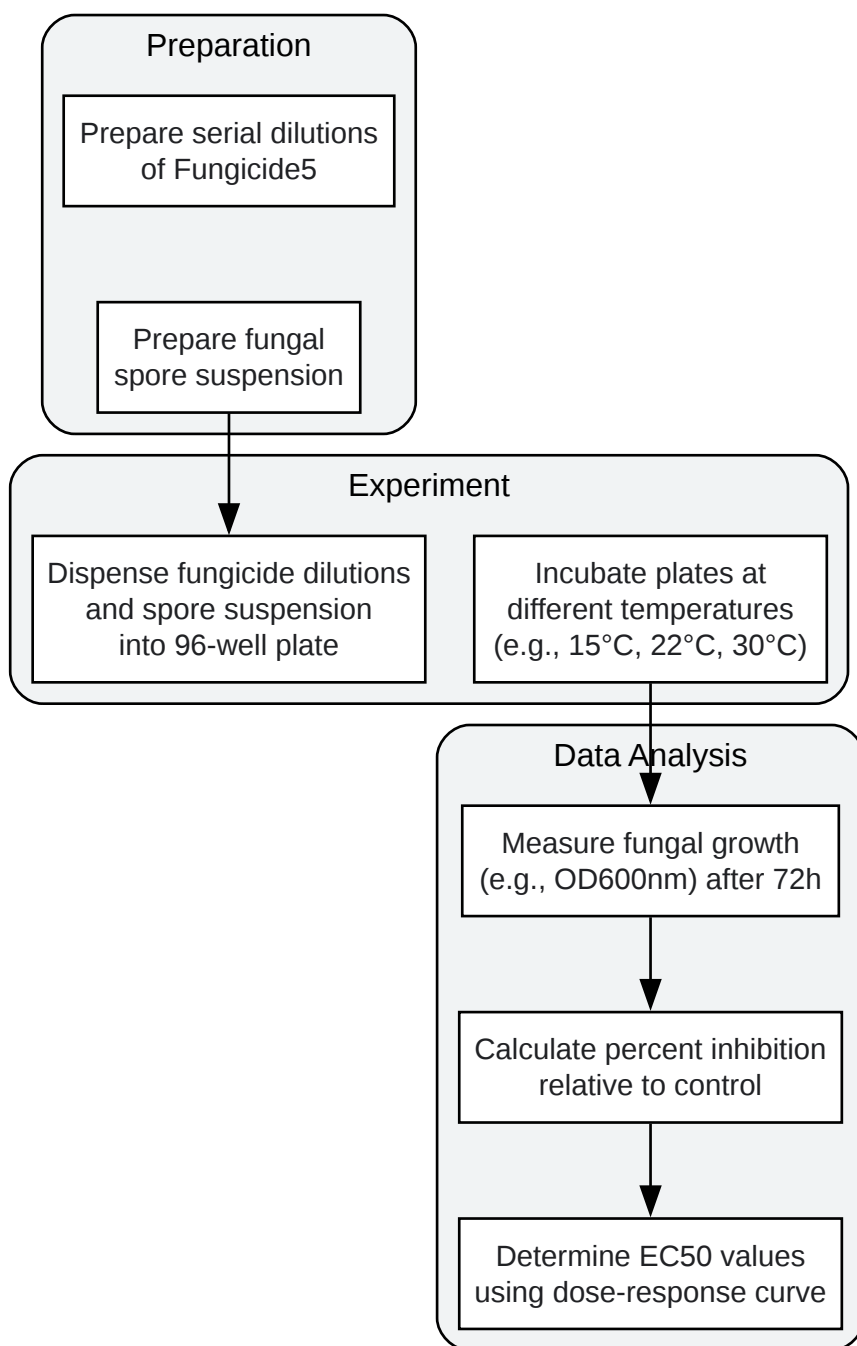 Preparation
Prepare serial dilutions
of Fungicide5
Prepare fungal
spore suspension
Experiment
Dispense fungicide dilutions
and spore suspension
into 96-well plate
Incubate plates at
different temperatures
(e.g., 15°C, 22°C, 30°C)
Data Analysis
Measure fungal growth
(e.g., OD600nm) after 72h
Calculate percent inhibition
relative to control
Determine EC50 values
using dose-response curve